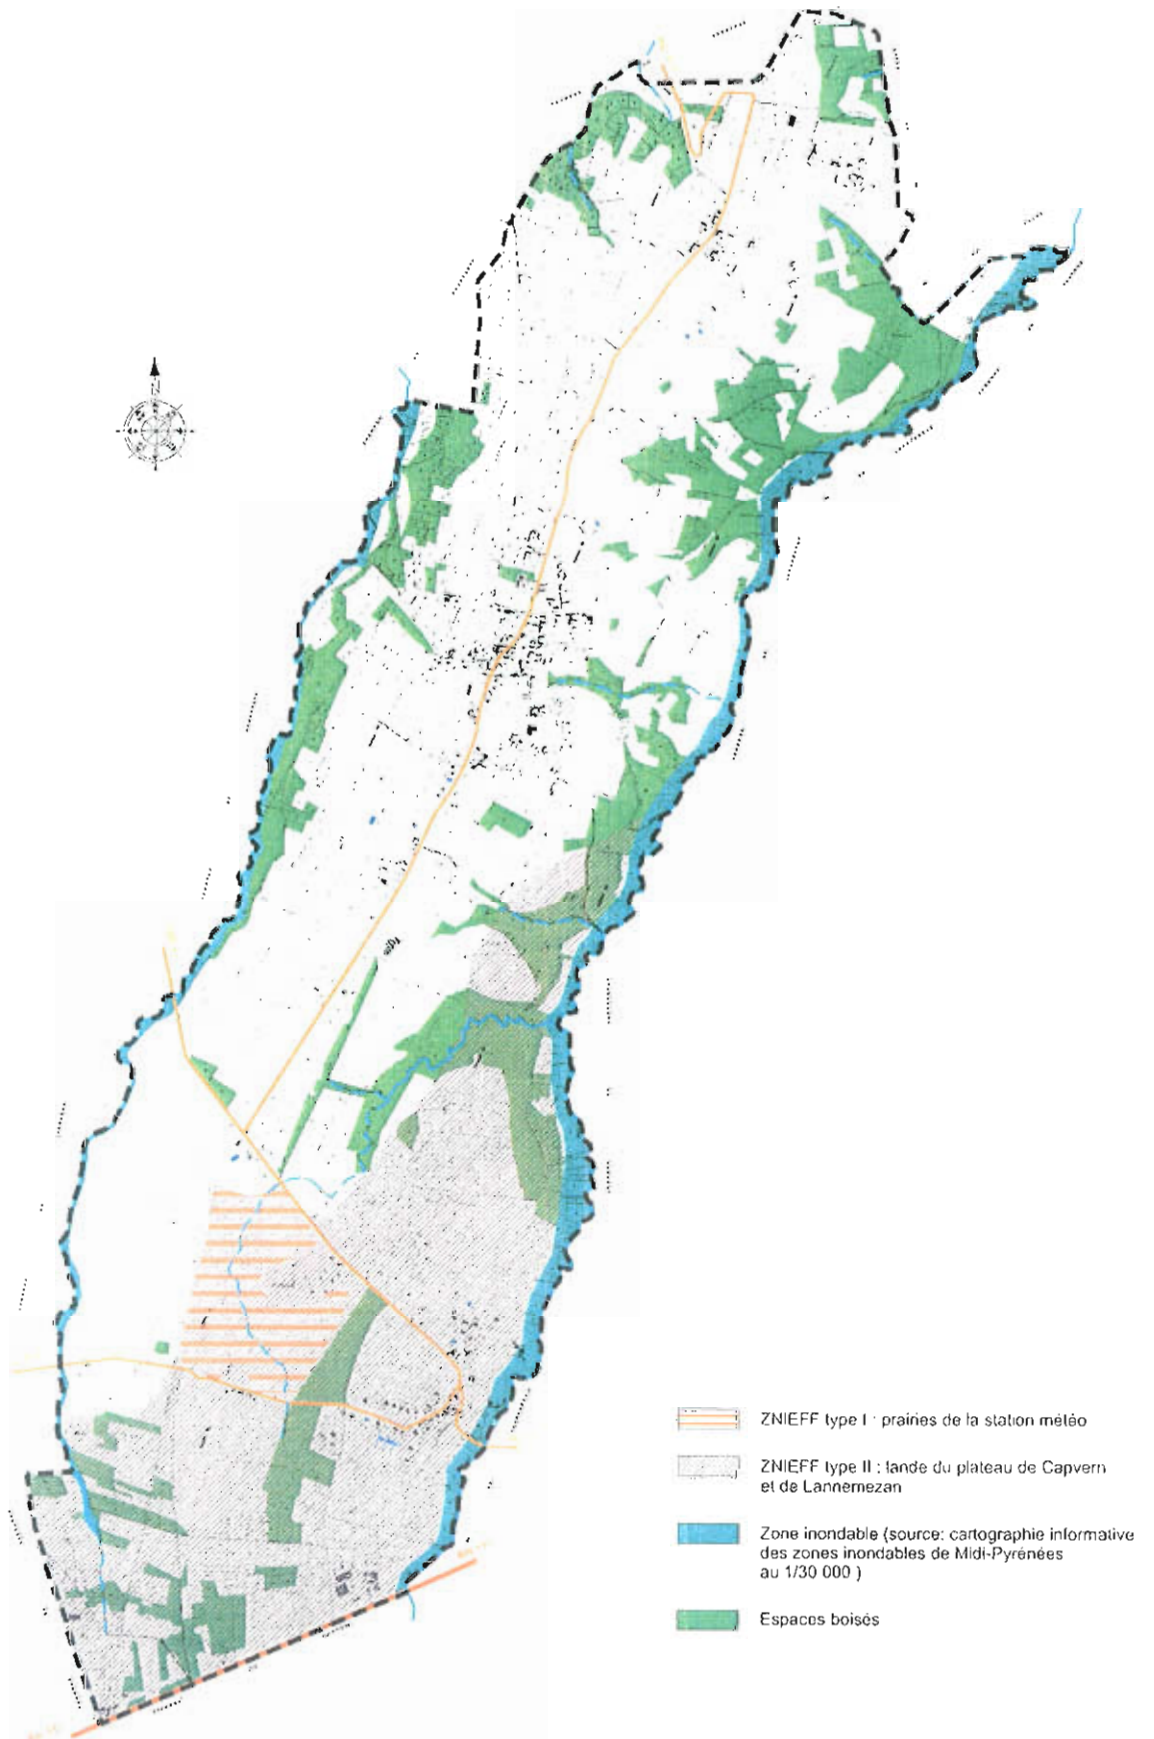 ZNIEFF type I : prairies de la station météo
ZNIEFF type II : lande du plateau de Capvern
et de Lannemezan
Zone inondable (source: cartographie informative
des zones inondables de Midi-Pyrénées
au 1/30 000 )
Espaces boisés